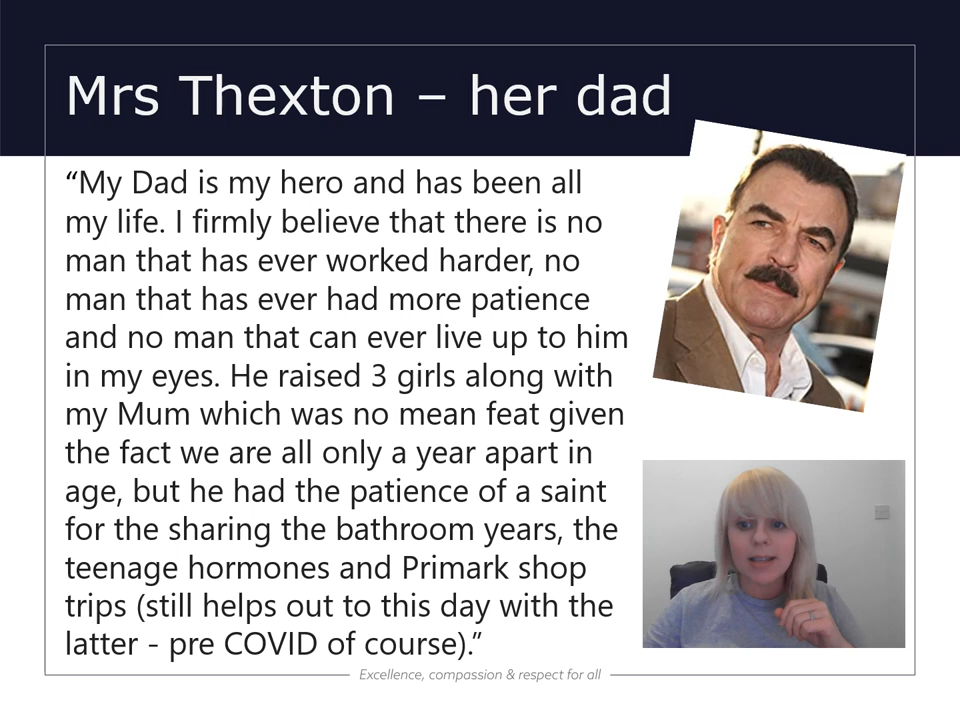 Mrs Thexton – her dad
“My Dad is my hero and has been all
my life. I firmly believe that there is no
man that has ever worked harder, no
man that has ever had more patience
and no man that can ever live up to him
in my eyes. He raised 3 girls along with
my Mum which was no mean feat given
the fact we are all only a year apart in
age, but he had the patience of a saint
for the sharing the bathroom years, the
teenage hormones and Primark shop
trips (still helps out to this day with the
latter - pre COVID of course).”
Excellence, compassion & respect for all